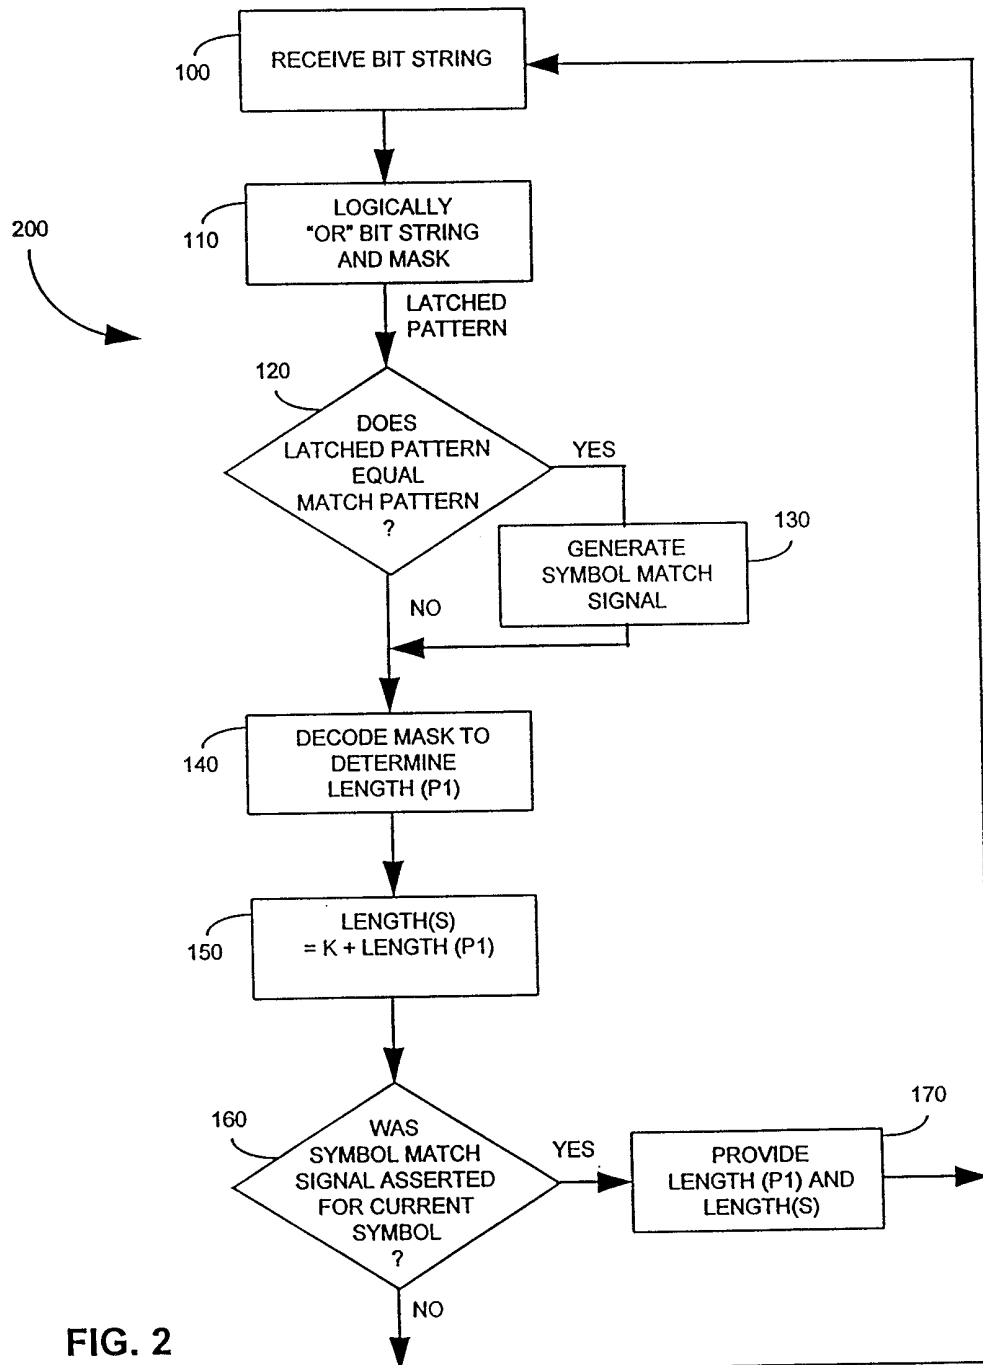 RECEIVE BIT STRING
100
LOGICALLY
"OR" BIT STRING
AND MASK
110
200
LATCHED
PATTERN
120
DOES
LATCHED PATTERN
EQUAL
MATCH PATTERN
?
YES
130
GENERATE
SYMBOL MATCH
SIGNAL
NO
DECODE MASK TO
DETERMINE
LENGTH (P1)
140
LENGTH(S)
= K + LENGTH (P1)
150
160
WAS
SYMBOL MATCH
SIGNAL ASSERTED
FOR CURRENT
SYMBOL
?
YES
170
PROVIDE
LENGTH (P1) AND
LENGTH(S)
NO
FIG. 2